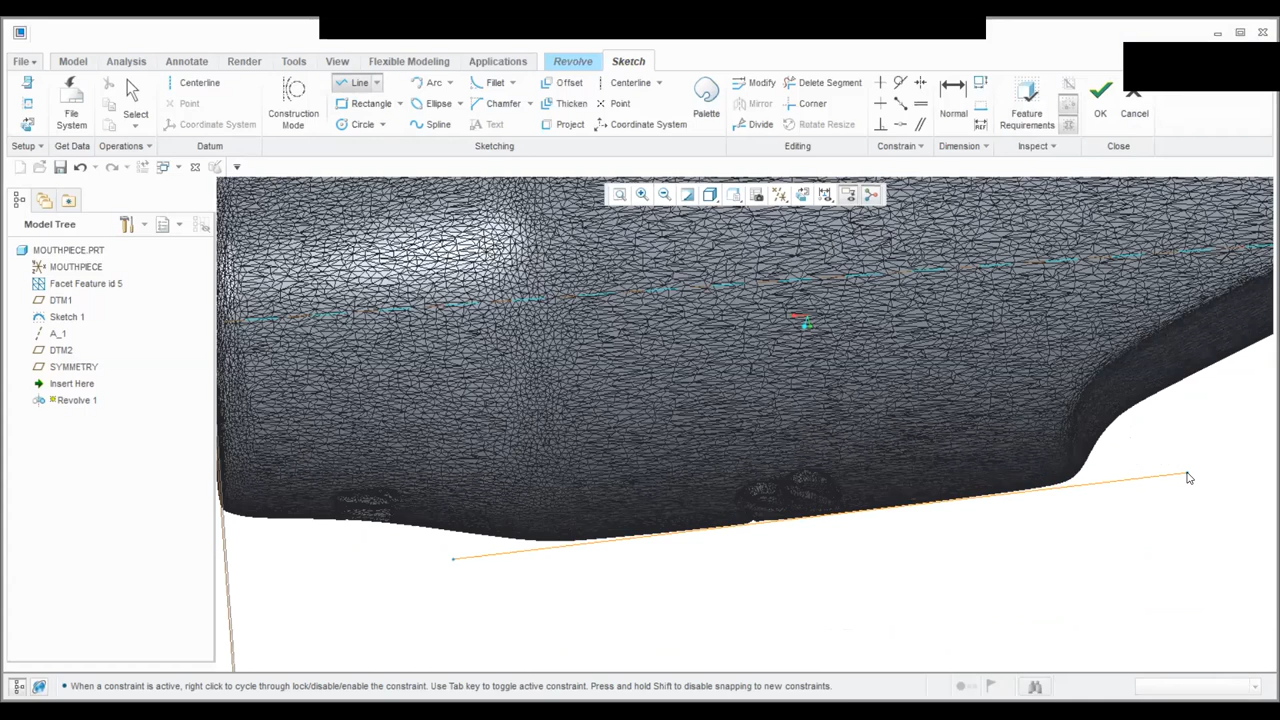 File Model Analysis Annotate Render Tools View Flexible Modeling Applications Revolve Sketch
Centerline Line Arc Fillet Offset Centerline Modify Delete Segment
Point Rectangle Ellipse Chamfer Thicken Point Mirror Corner
Coordinate System Circle Spline Text Project Coordinate System Divide Rotate Resize
File System Select Construction Mode Palette Normal Feature Requirements OK Cancel
Setup Get Data Operations Datum Sketching Editing Constrain Dimension Inspect Close
Model Tree
MOUTHPIECE.PRT
MOUTHPIECE
Facet Feature id 5
DTM1
Sketch 1
A_1
DTM2
SYMMETRY
Insert Here
Revolve 1
• When a constraint is active, right click to cycle through lock/disable/enable the constraint. Use Tab key to toggle active constraint. Press and hold Shift to disable snapping to new constraints.